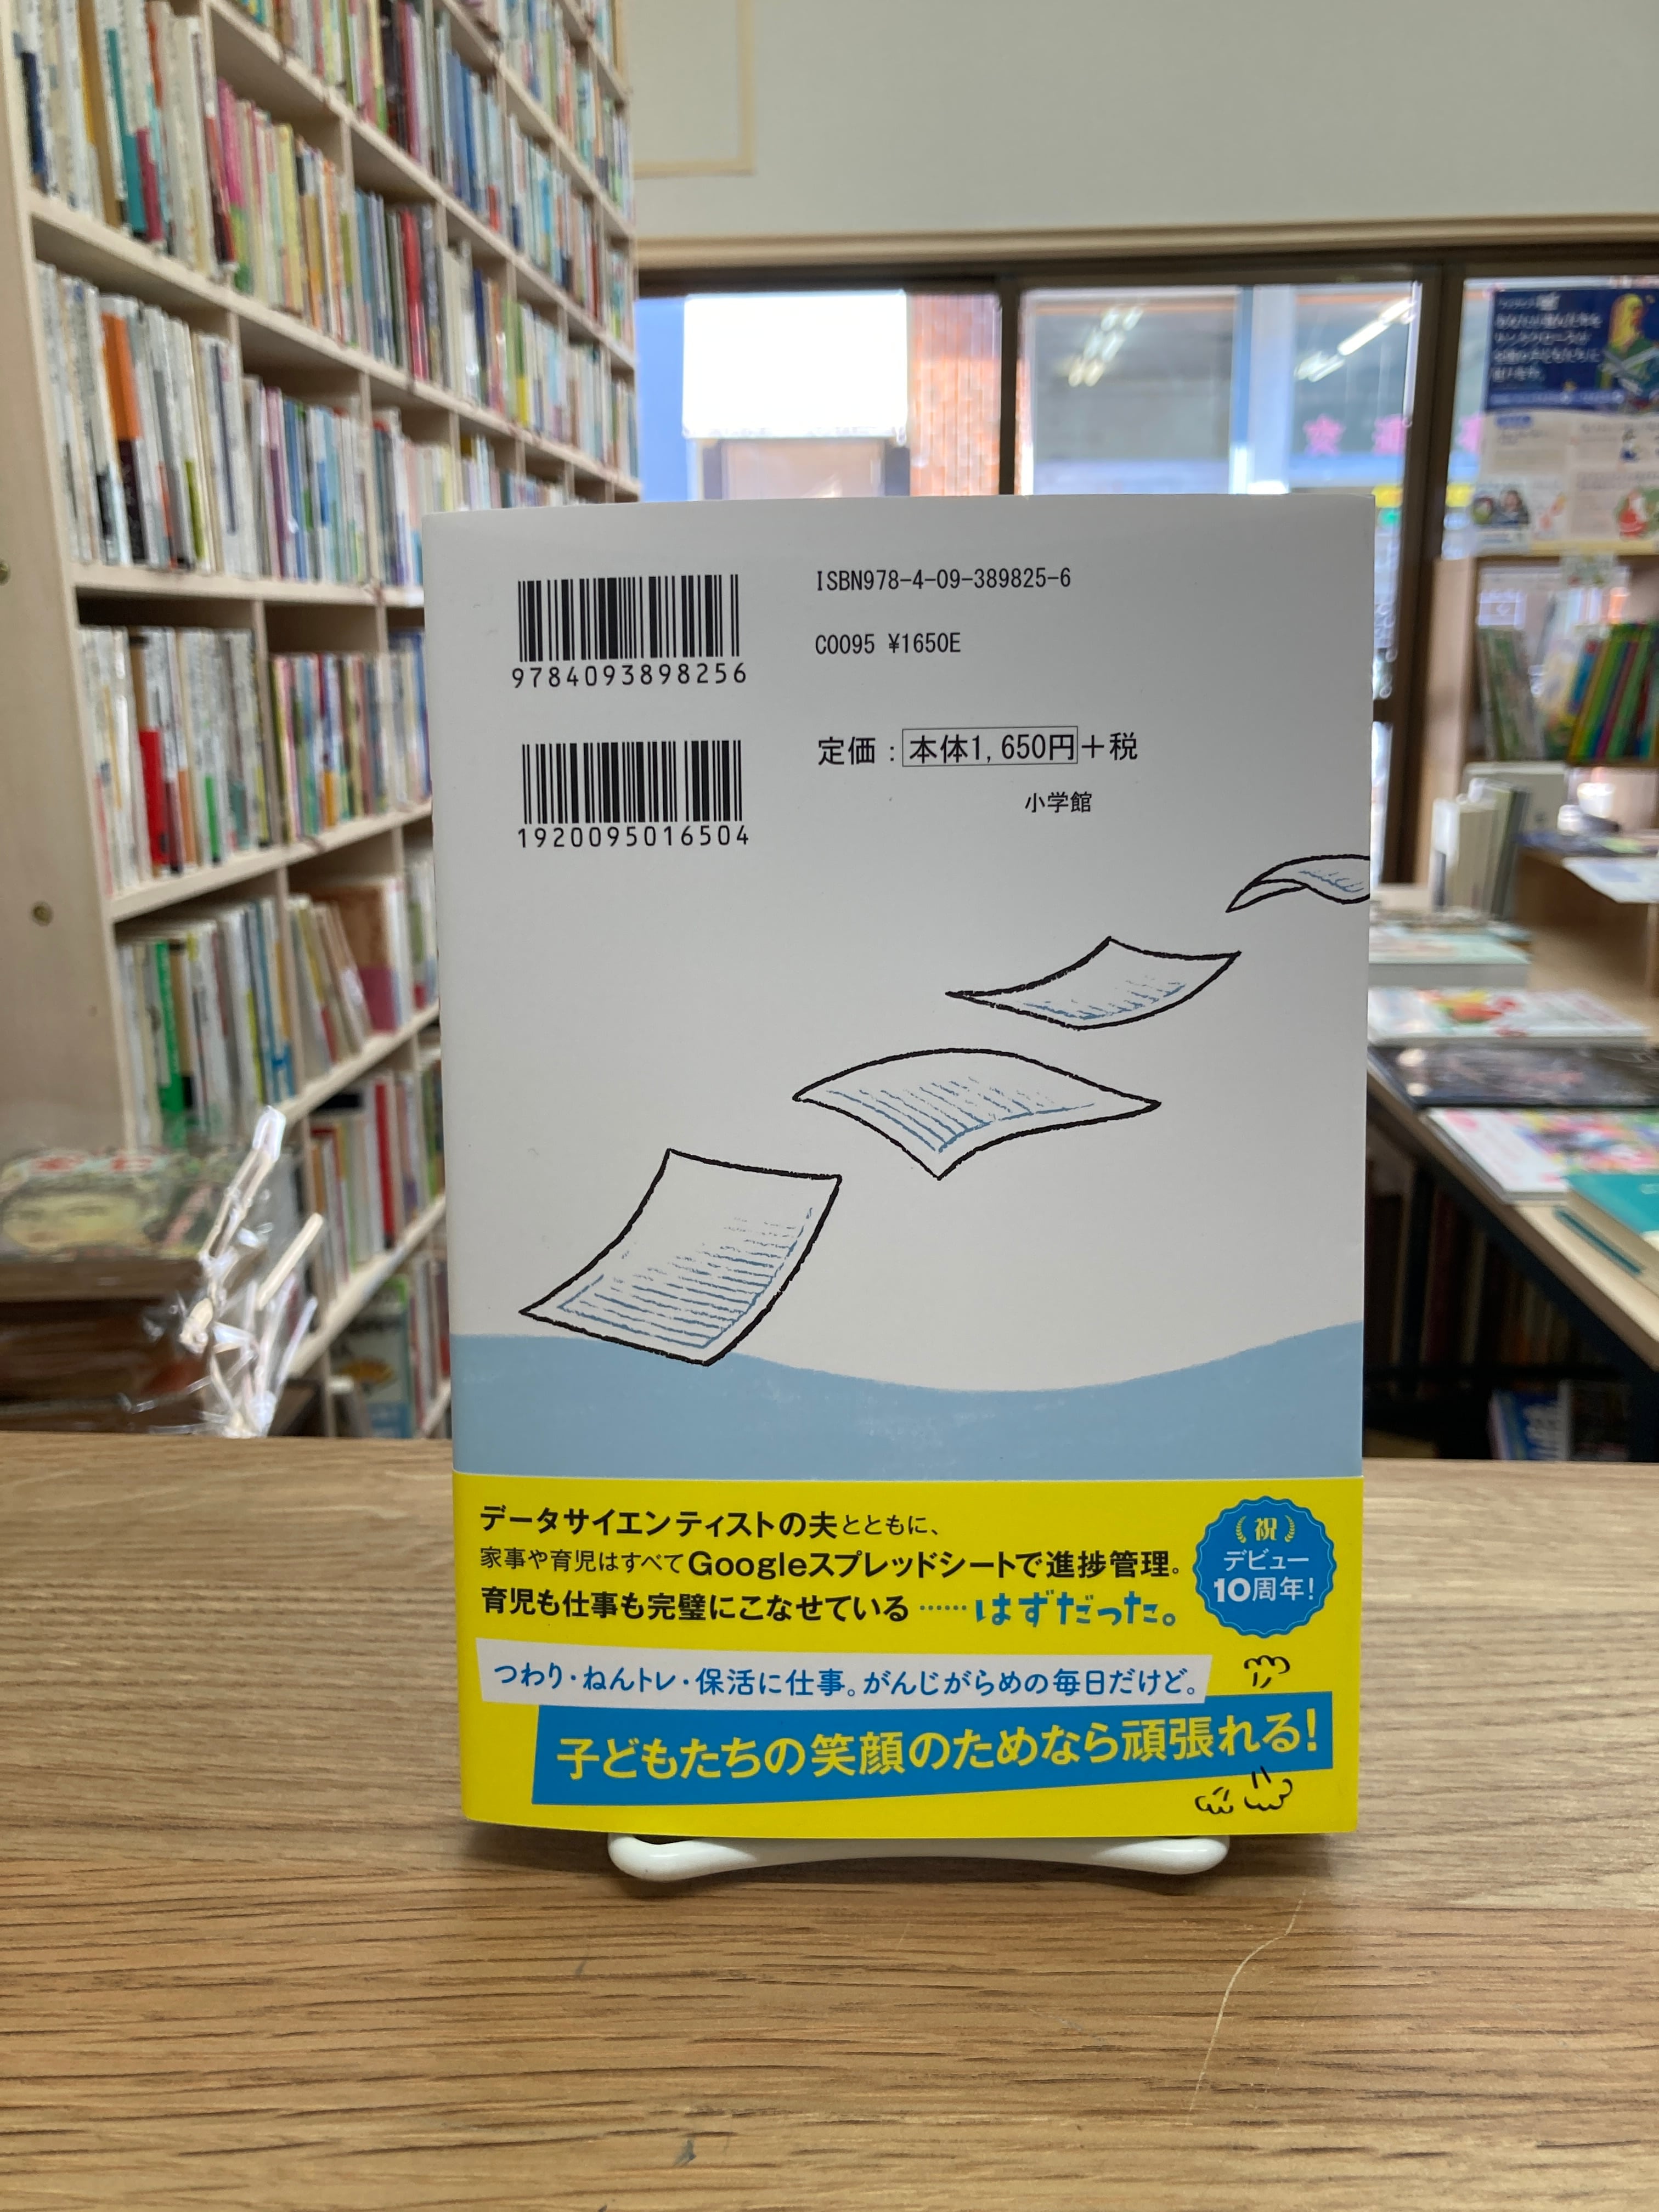 ISBN978-4-09-389825-6
C0095 ¥1650E
9784093898256
定価：本体1,650円＋税
小学館
1920095016504
データサイエンティストの夫とともに、
家事や育児はすべてGoogleスプレッドシートで進捗管理。
育児も仕事も完璧にこなせている……はずだった。
祝
デビュー
10周年！
つわり・ねんトレ・保活に仕事。がんじがらめの毎日だけど。
子どもたちの笑顔のためなら頑張れる！